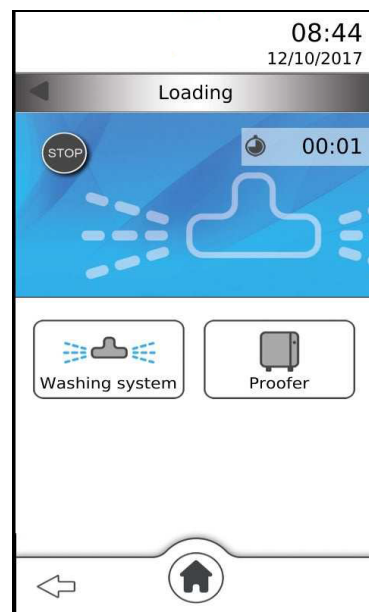 08:44
12/10/2017
Loading
STOP
00:01
Washing system
Proofer